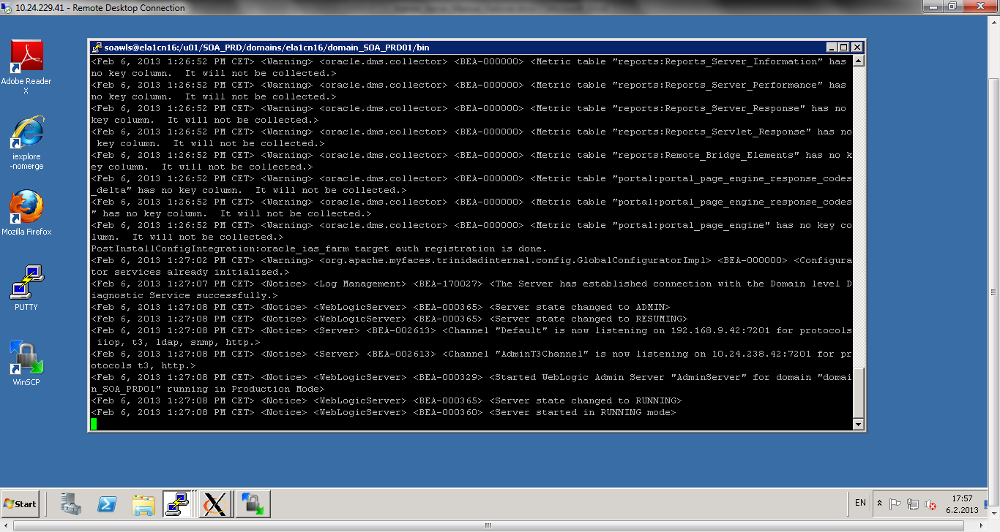 10.24.229.41 - Remote Desktop Connection
Adobe Reader
X
iexplore
-nomerge
Mozilla Firefox
PUTTY
WinSCP
soawls@ela1cn16:/u01/SOA_PRD/domains/ela1cn16/domain_SOA_PRD01/bin
<Feb 6, 2013 1:26:52 PM CET> <Warning> <oracle.dms.collector> <BEA-000000> <Metric table "reports:Reports_Server_Information" has
no key column.  It will not be collected.>
<Feb 6, 2013 1:26:52 PM CET> <Warning> <oracle.dms.collector> <BEA-000000> <Metric table "reports:Reports_Server_Performance" has
no key column.  It will not be collected.>
<Feb 6, 2013 1:26:52 PM CET> <Warning> <oracle.dms.collector> <BEA-000000> <Metric table "reports:Reports_Server_Response" has no
key column.  It will not be collected.>
<Feb 6, 2013 1:26:52 PM CET> <Warning> <oracle.dms.collector> <BEA-000000> <Metric table "reports:Reports_Servlet_Response" has no
 key column.  It will not be collected.>
<Feb 6, 2013 1:26:52 PM CET> <Warning> <oracle.dms.collector> <BEA-000000> <Metric table "reports:Remote_Bridge_Elements" has no k
ey column.  It will not be collected.>
<Feb 6, 2013 1:26:52 PM CET> <Warning> <oracle.dms.collector> <BEA-000000> <Metric table "portal:portal_page_engine_response_codes
_delta" has no key column.  It will not be collected.>
<Feb 6, 2013 1:26:52 PM CET> <Warning> <oracle.dms.collector> <BEA-000000> <Metric table "portal:portal_page_engine_response_codes
" has no key column.  It will not be collected.>
<Feb 6, 2013 1:26:52 PM CET> <Warning> <oracle.dms.collector> <BEA-000000> <Metric table "portal:portal_page_engine" has no key co
lumn.  It will not be collected.>
PostInstallConfigIntegration:oracle_ias_farm target auth registration is done.
<Feb 6, 2013 1:27:02 PM CET> <Warning> <org.apache.myfaces.trinidadinternal.config.GlobalConfiguratorImpl> <BEA-000000> <Configura
tor services already initialized.>
<Feb 6, 2013 1:27:07 PM CET> <Notice> <Log Management> <BEA-170027> <The Server has established connection with the Domain level D
iagnostic Service successfully.>
<Feb 6, 2013 1:27:08 PM CET> <Notice> <WebLogicServer> <BEA-000365> <Server state changed to ADMIN>
<Feb 6, 2013 1:27:08 PM CET> <Notice> <WebLogicServer> <BEA-000365> <Server state changed to RESUMING>
<Feb 6, 2013 1:27:08 PM CET> <Notice> <Server> <BEA-002613> <Channel "Default" is now listening on 192.168.9.42:7201 for protocols
 iiop, t3, ldap, snmp, http.>
<Feb 6, 2013 1:27:08 PM CET> <Notice> <Server> <BEA-002613> <Channel "AdminT3Channel" is now listening on 10.24.238.42:7201 for pr
otocols t3, http.>
<Feb 6, 2013 1:27:08 PM CET> <Notice> <WebLogicServer> <BEA-000329> <Started WebLogic Admin Server "AdminServer" for domain "domai
n_SOA_PRD01" running in Production Mode>
<Feb 6, 2013 1:27:08 PM CET> <Notice> <WebLogicServer> <BEA-000365> <Server state changed to RUNNING>
<Feb 6, 2013 1:27:08 PM CET> <Notice> <WebLogicServer> <BEA-000360> <Server started in RUNNING mode>
Start
EN
17:57
6.2.2013